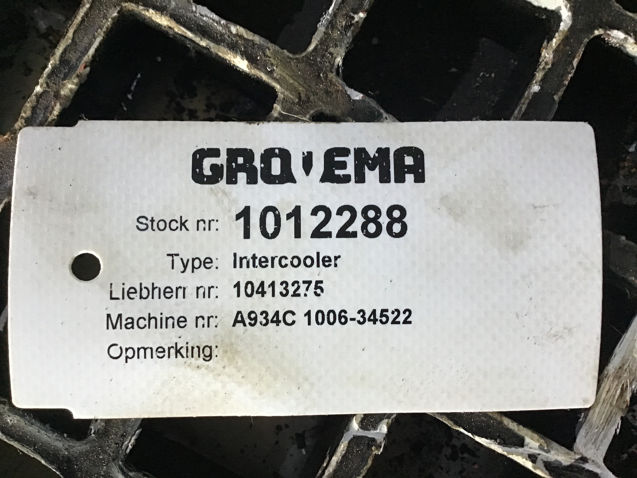 GROVEMA
Stock nr: 1012288
Type: Intercooler
Liebherr nr: 10413275
Machine nr: A934C 1006-34522
Opmerking: